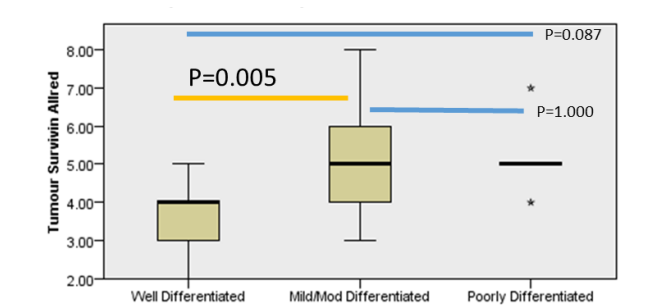 P=0.087
8.00
7.00
P=0.005
P=1.000
6.00
5.00
4.00
3.00
2.00
Tumour Survivin Allred
Well Differentiated
Mild/Mod Differentiated
Poorly Differentiated